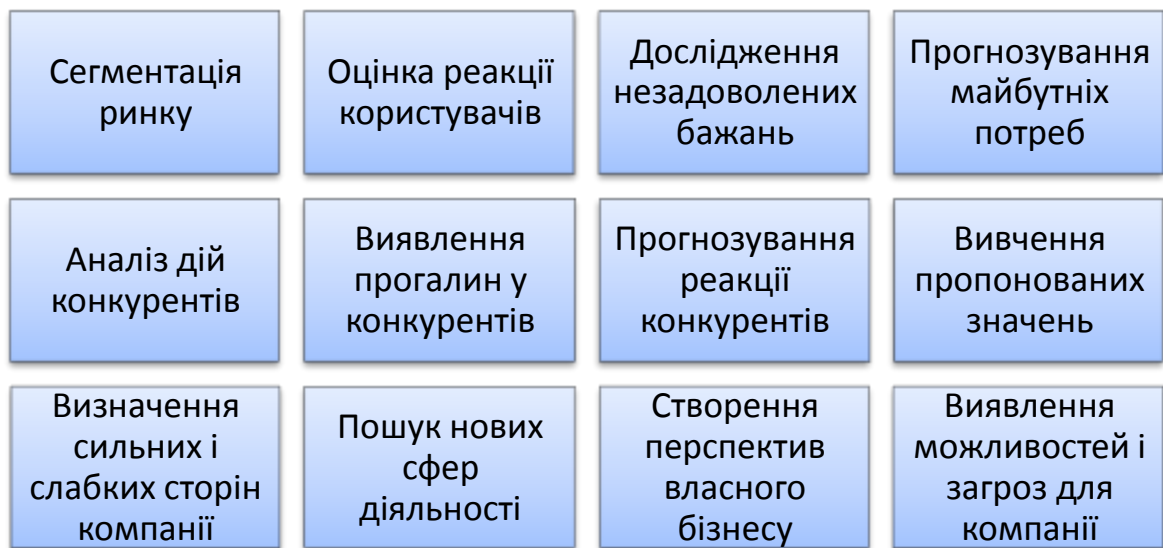 Сегментація
ринку
Оцінка реакції
користувачів
Дослідження
незадоволених
бажань
Прогнозування
майбутніх
потреб
Аналіз дій
конкурентів
Виявлення
прогалин у
конкурентів
Прогнозування
реакції
конкурентів
Вивчення
пропонованих
значень
Визначення
сильних і
слабких сторін
компанії
Пошук нових
сфер
діяльності
Створення
перспектив
власного
бізнесу
Виявлення
можливостей і
загроз для
компанії